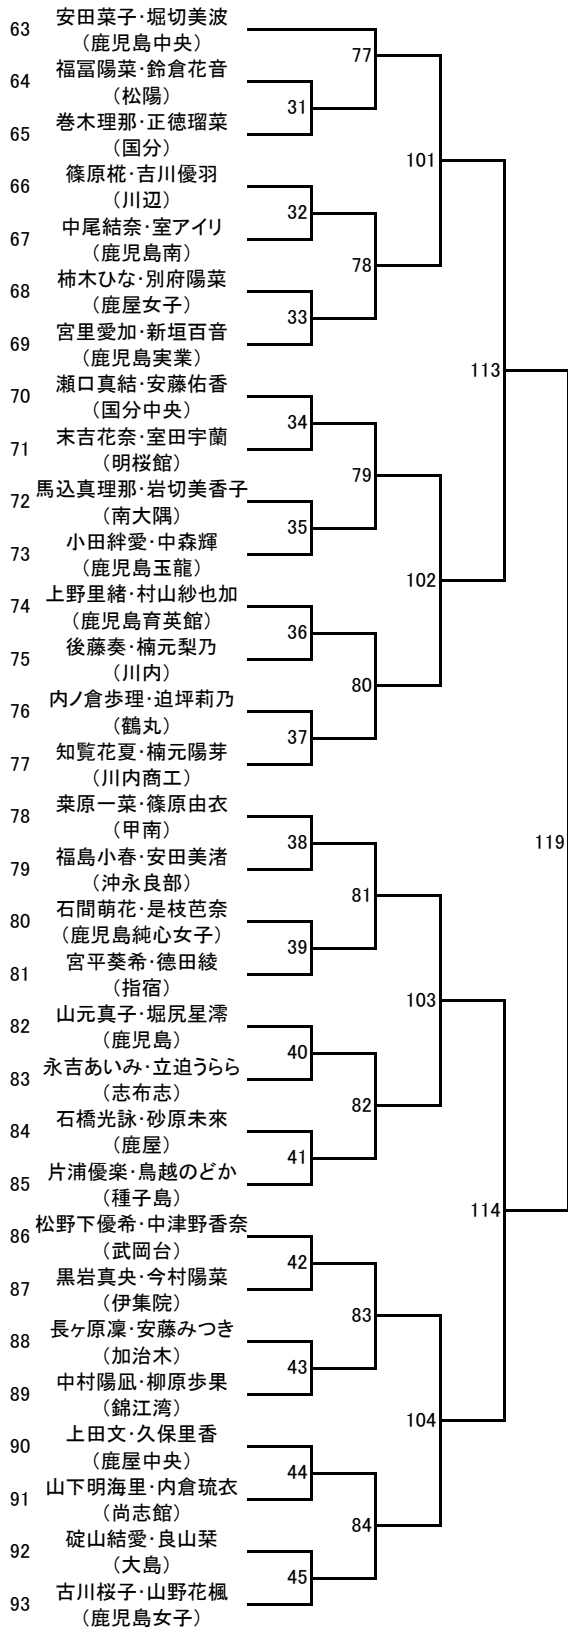 63 安田菜子・堀切美波
（鹿児島中央）
64 福冨陽菜・鈴倉花音
（松陽）
65 巻木理那・正徳瑠菜
（国分）
66 篠原椛・吉川優羽
（川辺）
67 中尾結奈・室アイリ
（鹿児島南）
68 柿木ひな・別府陽菜
（鹿屋女子）
69 宮里愛加・新垣百音
（鹿児島実業）
70 瀬口真結・安藤佑香
（国分中央）
71 末吉花奈・室田宇蘭
（明桜館）
72 馬込真理那・岩切美香子
（南大隅）
73 小田絆愛・中森輝
（鹿児島玉龍）
74 上野里緒・村山紗也加
（鹿児島育英館）
75 後藤奏・楠元梨乃
（川内）
76 内ノ倉歩理・迫坪莉乃
（鶴丸）
77 知覧花夏・楠元陽芽
（川内商工）
78 桒原一菜・篠原由衣
（甲南）
79 福島小春・安田美渚
（沖永良部）
80 石間萌花・是枝芭奈
（鹿児島純心女子）
81 宮平葵希・德田綾
（指宿）
82 山元真子・堀尻星澪
（鹿児島）
83 永吉あいみ・立迫うらら
（志布志）
84 石橋光詠・砂原未來
（鹿屋）
85 片浦優楽・鳥越のどか
（種子島）
86 松野下優希・中津野香奈
（武岡台）
87 黒岩真央・今村陽菜
（伊集院）
88 長ヶ原凜・安藤みつき
（加治木）
89 中村陽凪・柳原歩果
（錦江湾）
90 上田文・久保里香
（鹿屋中央）
91 山下明海里・内倉琉衣
（尚志館）
92 碇山結愛・良山栞
（大島）
93 古川桜子・山野花楓
（鹿児島女子）
31
32
33
34
35
36
37
38
39
40
41
42
43
44
45
77
78
79
80
81
82
83
84
101
102
103
104
113
114
119